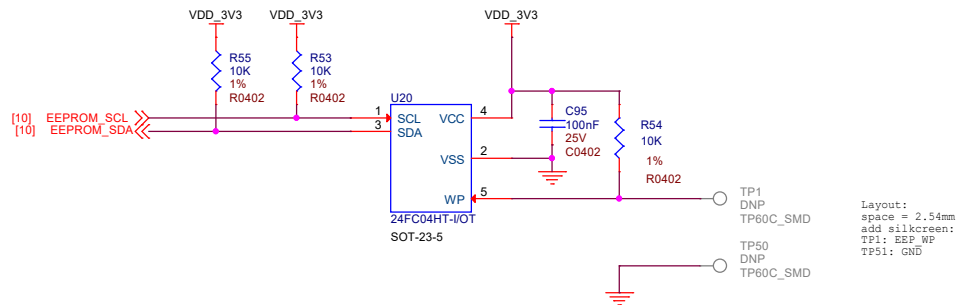 VDD_3V3
VDD_3V3
VDD_3V3
R55
10K
1%
R0402
R53
10K
1%
R0402
[10] EEPROM_SCL
[10] EEPROM_SDA
U20
1 SCL
3 SDA
VCC 4
VSS 2
WP 5
24FC04HT-I/OT
SOT-23-5
C95
100nF
25V
C0402
R54
10K
1%
R0402
TP1
DNP
TP60C_SMD
TP50
DNP
TP60C_SMD
Layout:
space = 2.54mm
add silkcreen:
TP1: EEP_WP
TP51: GND